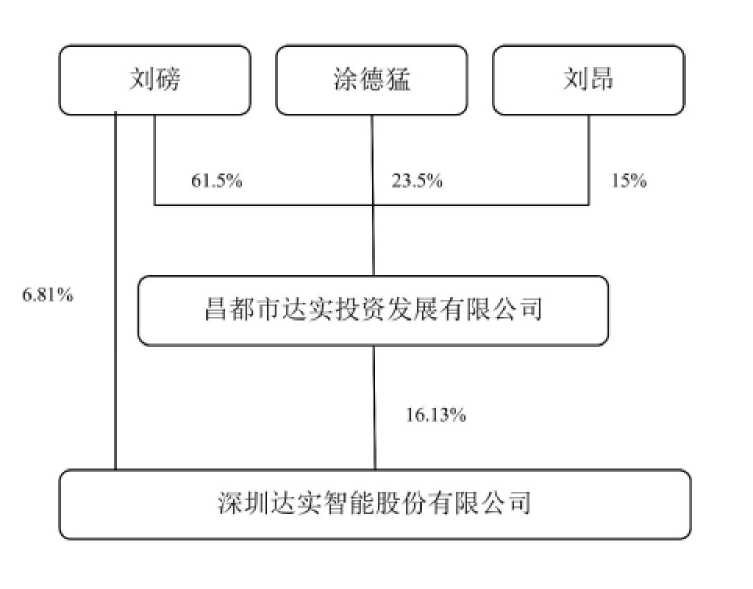 刘磅
涂德猛
刘昂
61.5%
23.5%
15%
6.81%
昌都市达实投资发展有限公司
16.13%
深圳达实智能股份有限公司